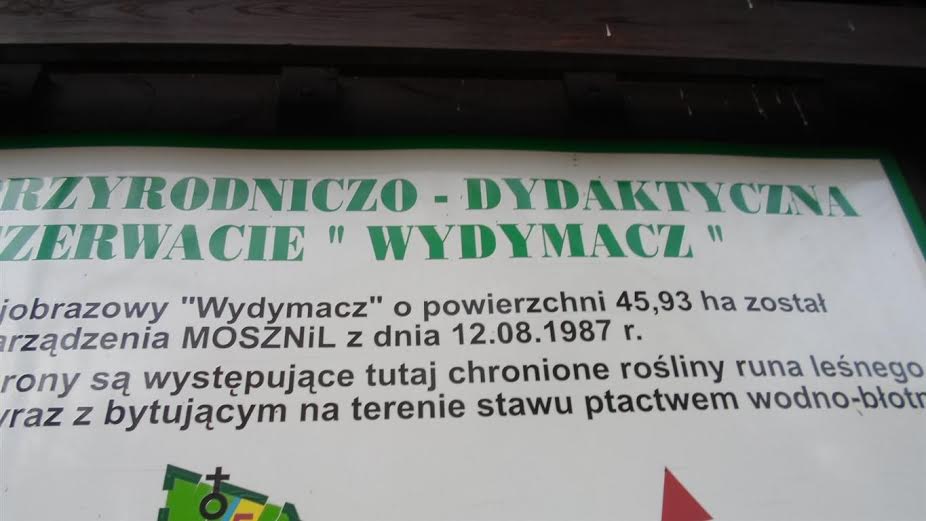 RZYRODNICZO - DYDAKTYCZNA
ZERWACIE " WYDYMACZ "
jobrazowy "Wydymacz" o powierzchni 45,93 ha został
arządzenia MOSZNiL z dnia 12.08.1987 r.
rony są występujące tutaj chronione rośliny runa leśnego
wraz z bytującym na terenie stawu ptactwem wodno-błotn